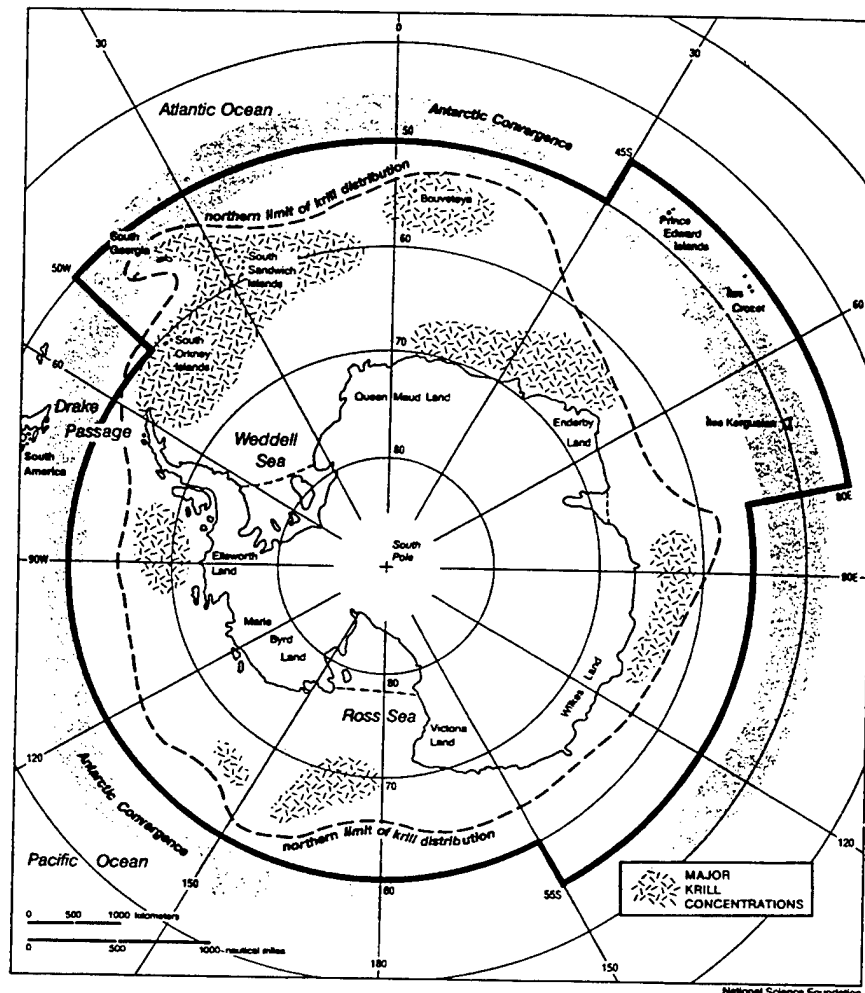 0
30
30
Atlantic Ocean
Antarctic Convergence
50
45S
northern limit of krill distribution
Bouvetøya
Prince
Edward
Islands
South
Georgia
60
50W
South
Sandwich
Islands
Îles
Crozet
60
60
South
Orkney
Islands
70
Drake
Passage
Queen Maud Land
Enderby
Land
Îles Kerguelen
South
America
Weddell
Sea
80
80E
South
Pole
90W
Ellsworth
Land
90E
Marie
Byrd
Land
80
Wilkes Land
Ross Sea
Victoria
Land
120
70
Antarctic Convergence
northern limit of krill distribution
120
Pacific Ocean
150
180
55S
MAJOR
KRILL
CONCENTRATIONS
0 500 1000 kilometers
0 500 1000 nautical miles
180
150
National Science Foundation